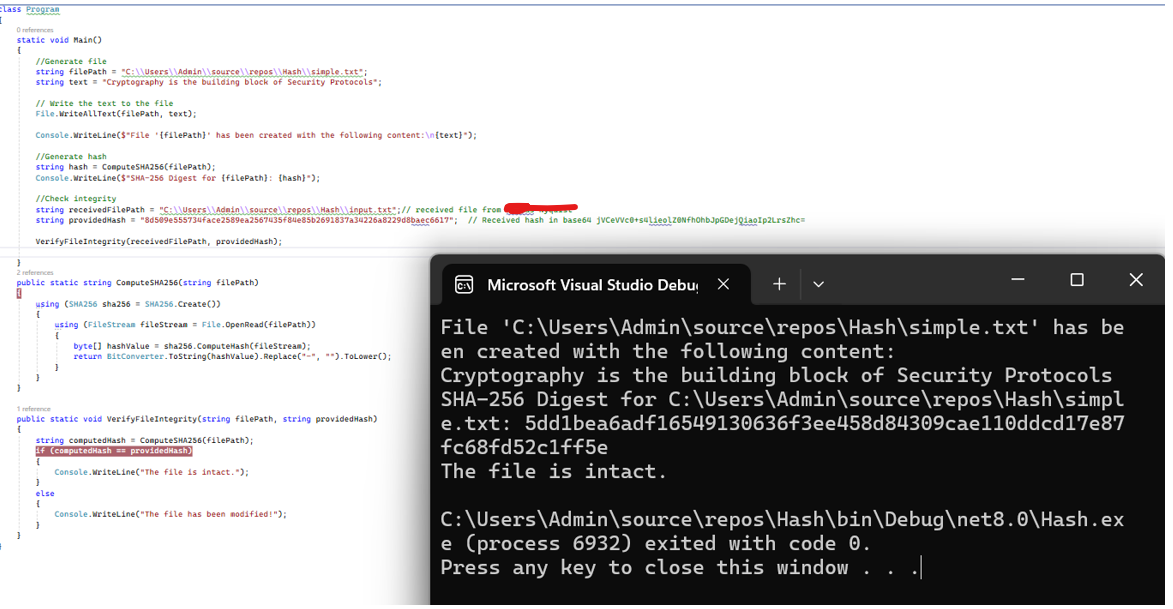 class Program
{
0 references
static void Main()
{
//Generate file
string filePath = "C:\\Users\\Admin\\source\\repos\\Hash\\simple.txt";
string text = "Cryptography is the building block of Security Protocols";
// Write the text to the file
File.WriteAllText(filePath, text);
Console.WriteLine($"File '{filePath}' has been created with the following content:\n{text}");
//Generate hash
string hash = ComputeSHA256(filePath);
Console.WriteLine($"SHA-256 Digest for {filePath}: {hash}");
//Check integrity
string receivedFilePath = "C:\\Users\\Admin\\source\\repos\\Hash\\input.txt";// received file from
string providedHash = "8d509e555734face2589ea2567435f84e85b2691837a34226a8229d8baec6617"; // Received hash in base64 jVCeVVc0+s4lieolZ0NfhOhbJpGDejQiaoIp2LrsZhc=
VerifyFileIntegrity(receivedFilePath, providedHash);
}
2 references
public static string ComputeSHA256(string filePath)
{
using (SHA256 sha256 = SHA256.Create())
{
using (FileStream fileStream = File.OpenRead(filePath))
{
byte[] hashValue = sha256.ComputeHash(fileStream);
return BitConverter.ToString(hashValue).Replace("-", "").ToLower();
}
}
}
1 reference
public static void VerifyFileIntegrity(string filePath, string providedHash)
{
string computedHash = ComputeSHA256(filePath);
if (computedHash == providedHash)
{
Console.WriteLine("The file is intact.");
}
else
{
Console.WriteLine("The file has been modified!");
}
}
}
Microsoft Visual Studio Debug
File 'C:\Users\Admin\source\repos\Hash\simple.txt' has be
en created with the following content:
Cryptography is the building block of Security Protocols
SHA-256 Digest for C:\Users\Admin\source\repos\Hash\simpl
e.txt: 5dd1bea6adf16549130636f3ee458d84309cae110ddcd17e87
fc68fd52c1ff5e
The file is intact.
C:\Users\Admin\source\repos\Hash\bin\Debug\net8.0\Hash.ex
e (process 6932) exited with code 0.
Press any key to close this window . . .